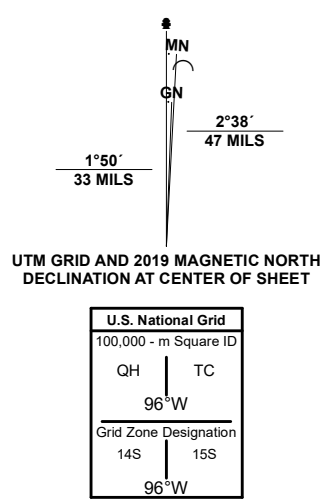 MN
GN
2°38´
47 MILS
1°50´
33 MILS
UTM GRID AND 2019 MAGNETIC NORTH
DECLINATION AT CENTER OF SHEET
U.S. National Grid
100,000 - m Square ID
QH TC
96°W
Grid Zone Designation
14S 15S
96°W